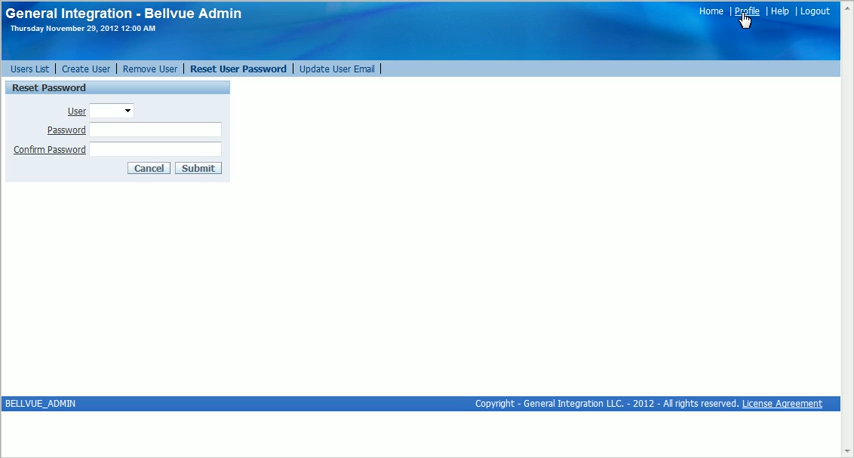 General Integration - Bellvue Admin
Home | Profile | Help | Logout
Thursday November 29, 2012 12:00 AM
Users List | Create User | Remove User | Reset User Password | Update User Email |
Reset Password
User
Password
Confirm Password
Cancel Submit
BELLVUE_ADMIN Copyright - General Integration LLC. - 2012 - All rights reserved. License Agreement